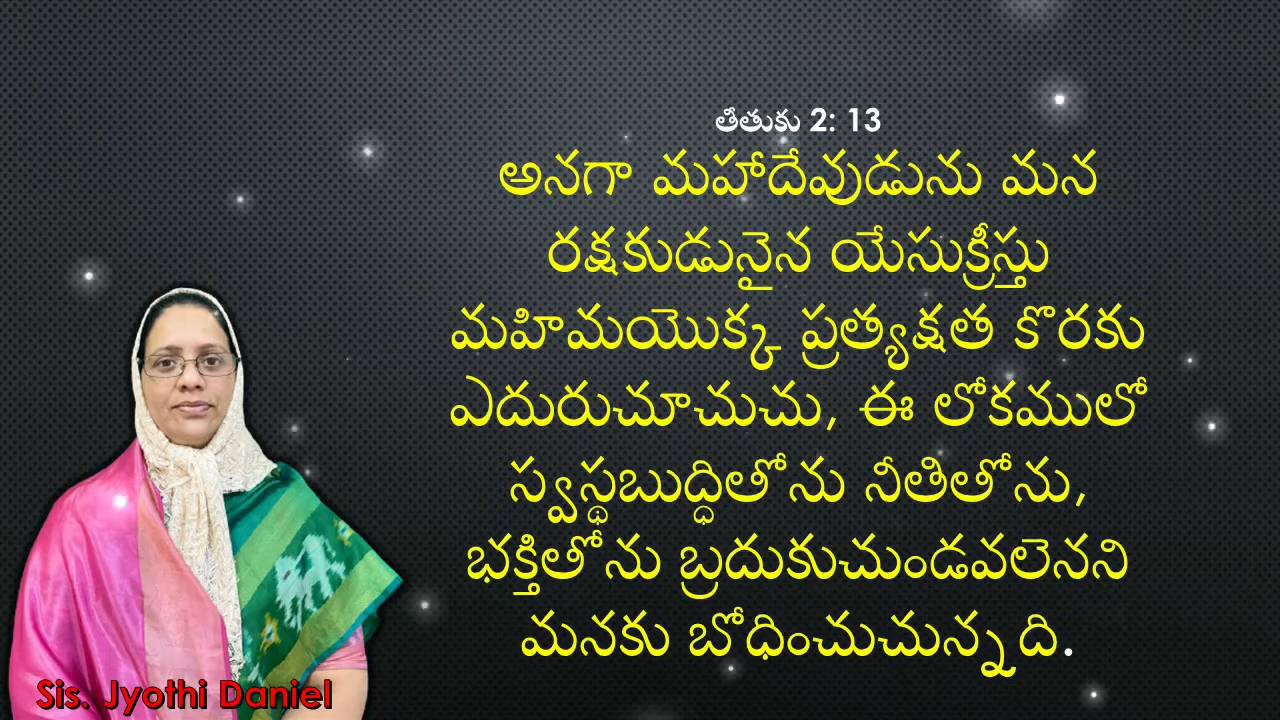 తీతుకు 2: 13
అనగా మహాదేవుడును మన
రక్షకుడునైన యేసుక్రీస్తు
మహిమయొక్క ప్రత్యక్షత కొరకు
ఎదురుచూచుచు, ఈ లోకములో
స్వస్థబుద్ధితోను నీతితోను,
భక్తితోను బ్రదుకుచుండవలెనని
మనకు బోధించుచున్నది.
Sis. Jyothi Daniel